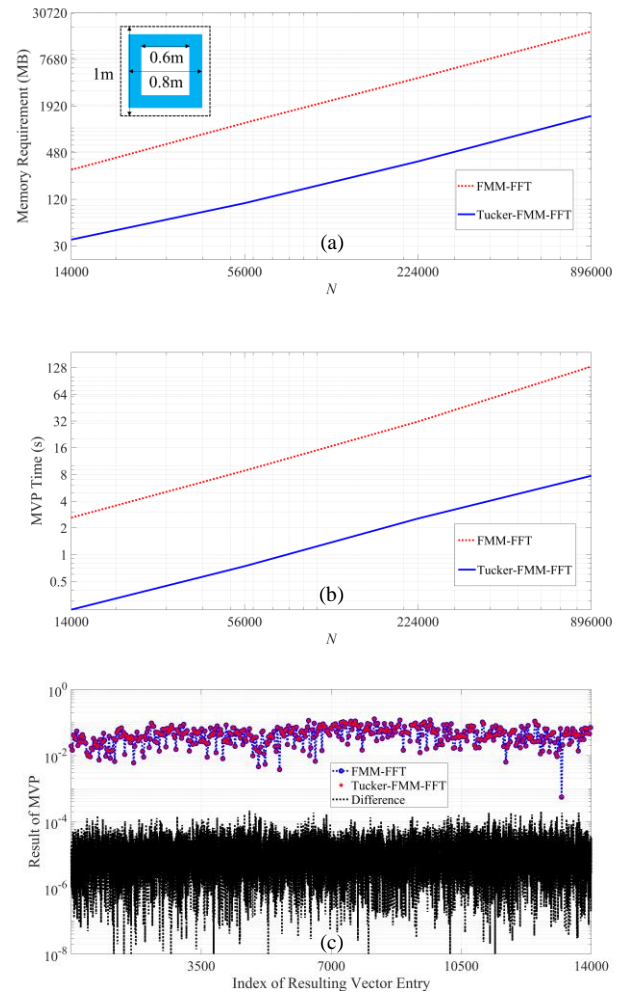 30720
7680
1920
480
120
30
Memory Requirement (MB)
1m
0.6m
0.8m
FMM-FFT
Tucker-FMM-FFT
(a)
14000
56000
224000
896000
N
128
64
32
16
8
4
2
1
0.5
MVP Time (s)
FMM-FFT
Tucker-FMM-FFT
(b)
14000
56000
224000
896000
N
10^0
10^-2
10^-4
10^-6
10^-8
Result of MVP
FMM-FFT
Tucker-FMM-FFT
Difference
(c)
3500
7000
10500
14000
Index of Resulting Vector Entry